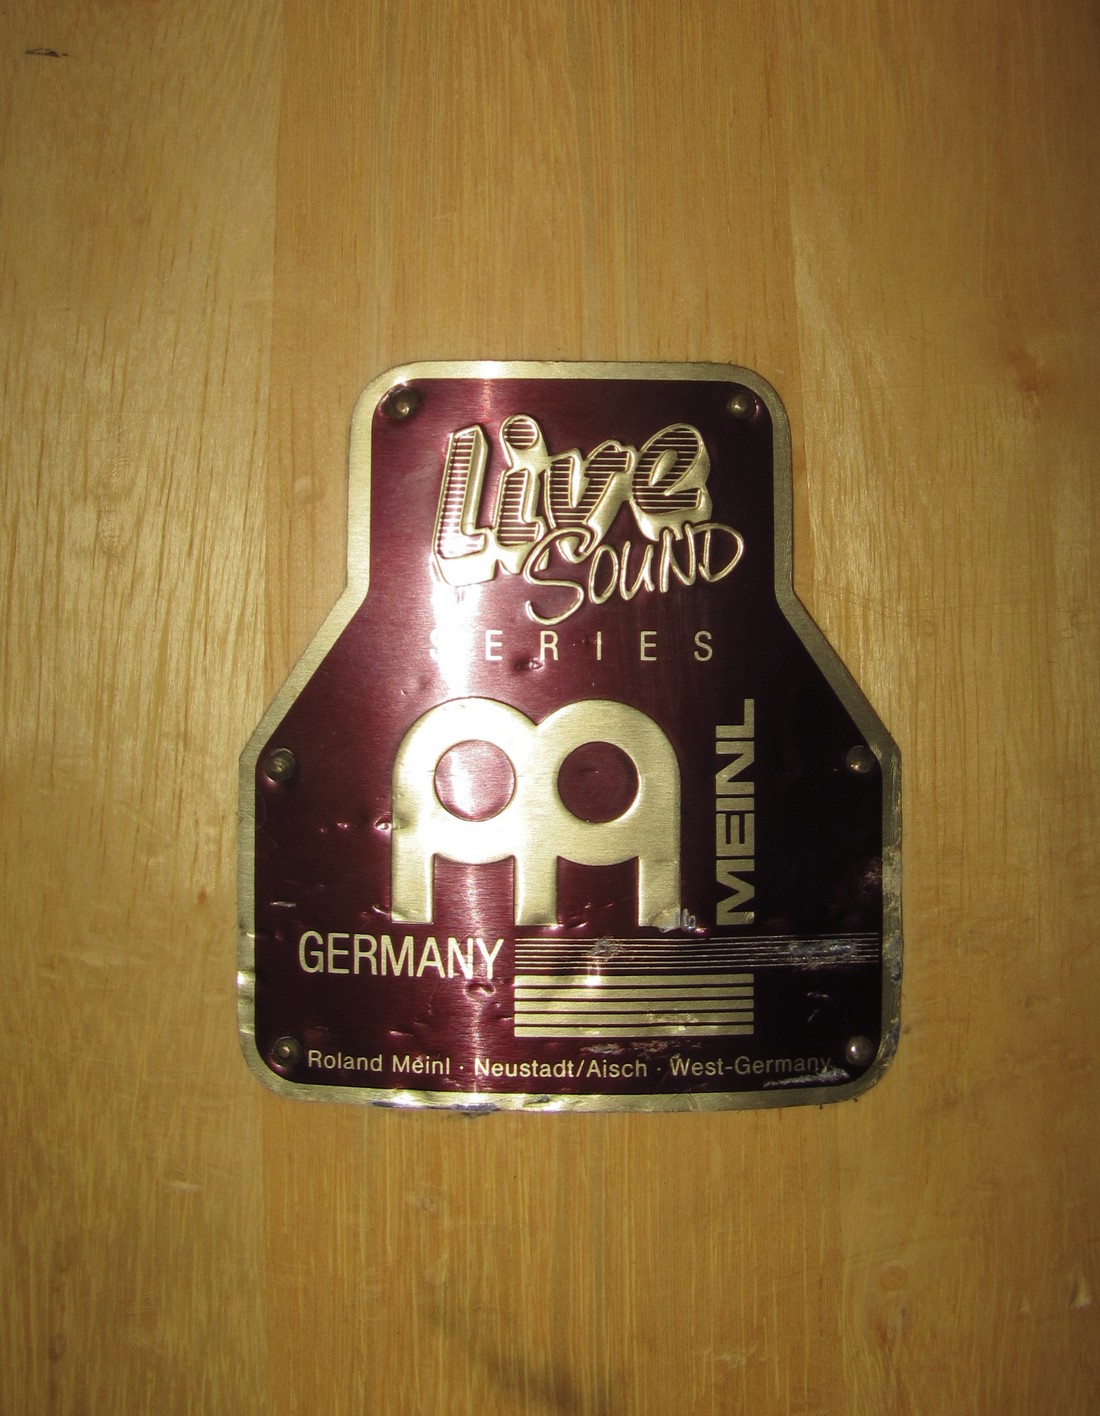 Live
SOUND
SERIES
MEINL
GERMANY
Roland Meinl · Neustadt/Aisch · West-Germany